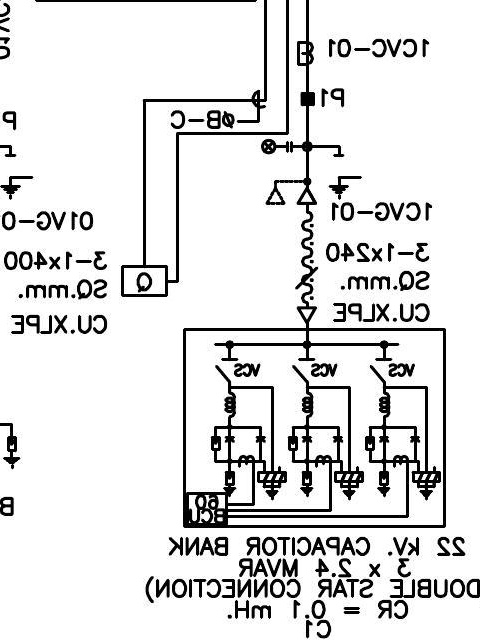 1CVC-01
P1
ØB-C
P
1CVG-01
01VG-0
3-1x240
SQ.mm.
CU.XLPE
3-1x400
SQ.mm.
CU.XLPE
Q
VCS
VCS
VCS
60
BCU
B
22 kV. CAPACITOR BANK
3 x 2.4 MVAR
DOUBLE STAR CONNECTION)
CR = 0.1 mH.
C1